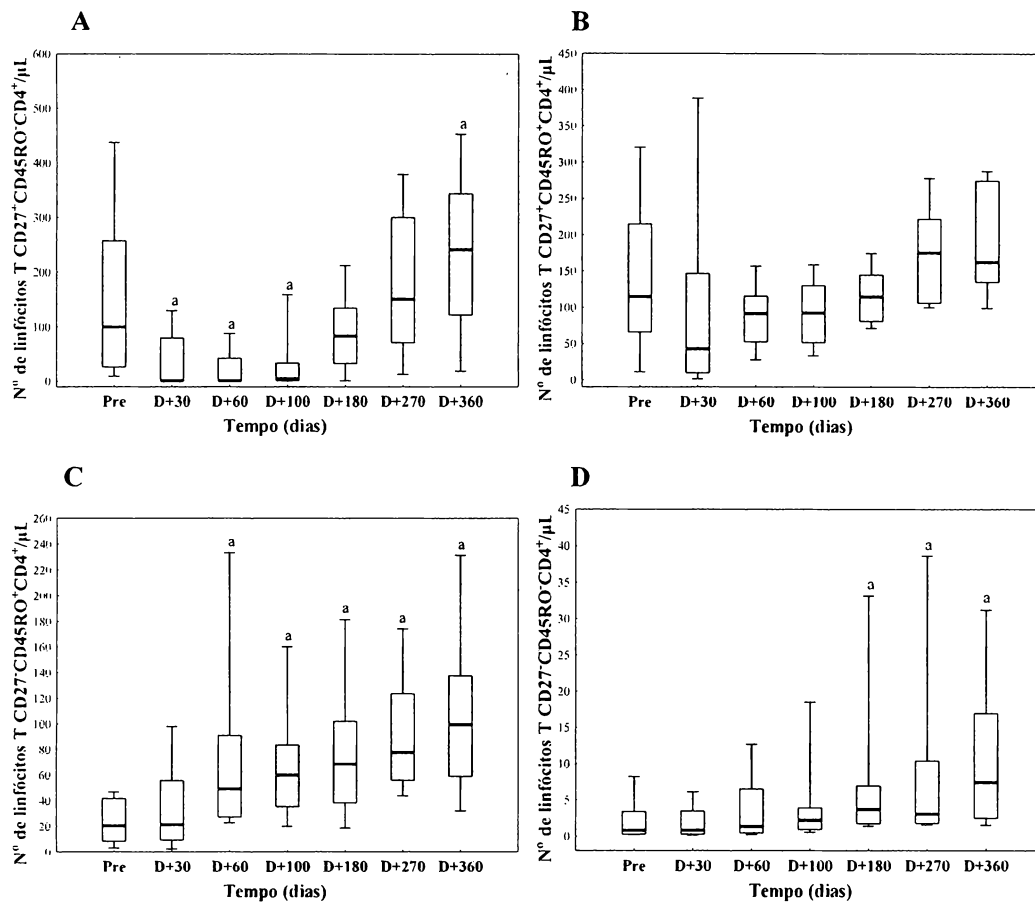 A
Nº de linfócitos T CD27⁺CD45RO⁻CD4⁺/µL
600
500
400
300
200
100
0
a
a
a
a
Pre D+30 D+60 D+100 D+180 D+270 D+360
Tempo (dias)
B
Nº de linfócitos T CD27⁺CD45RO⁺CD4⁺/µL
450
400
350
300
250
200
150
100
50
0
Pre D+30 D+60 D+100 D+180 D+270 D+360
Tempo (dias)
C
Nº de linfócitos T CD27⁻CD45RO⁺CD4⁺/µL
260
240
220
200
180
160
140
120
100
80
60
40
20
0
a
a
a
a
a
Pre D+30 D+60 D+100 D+180 D+270 D+360
Tempo (dias)
D
Nº de linfócitos T CD27⁻CD45RO⁻CD4⁺/µL
45
40
35
30
25
20
15
10
5
0
a
a
a
Pre D+30 D+60 D+100 D+180 D+270 D+360
Tempo (dias)